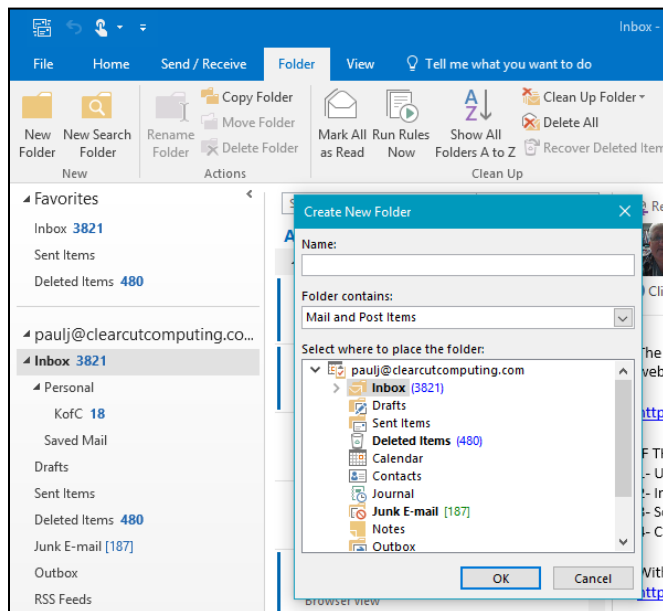 Inbox -
File Home Send / Receive Folder View Tell me what you want to do
New Folder
New Search Folder
Rename Folder
Copy Folder
Move Folder
Delete Folder
Mark All as Read
Run Rules Now
Show All Folders A to Z
Clean Up Folder
Delete All
Recover Deleted Item
New Actions Clean Up
Favorites
Inbox 3821
Sent Items
Deleted Items 480
paulj@clearcutcomputing.co...
Inbox 3821
Personal
KofC 18
Saved Mail
Drafts
Sent Items
Deleted Items 480
Junk E-mail [187]
Outbox
RSS Feeds
Create New Folder
Name:
Folder contains:
Mail and Post Items
Select where to place the folder:
paulj@clearcutcomputing.com
Inbox (3821)
Drafts
Sent Items
Deleted Items (480)
Calendar
Contacts
Journal
Junk E-mail [187]
Notes
Outbox
OK Cancel
Browser view